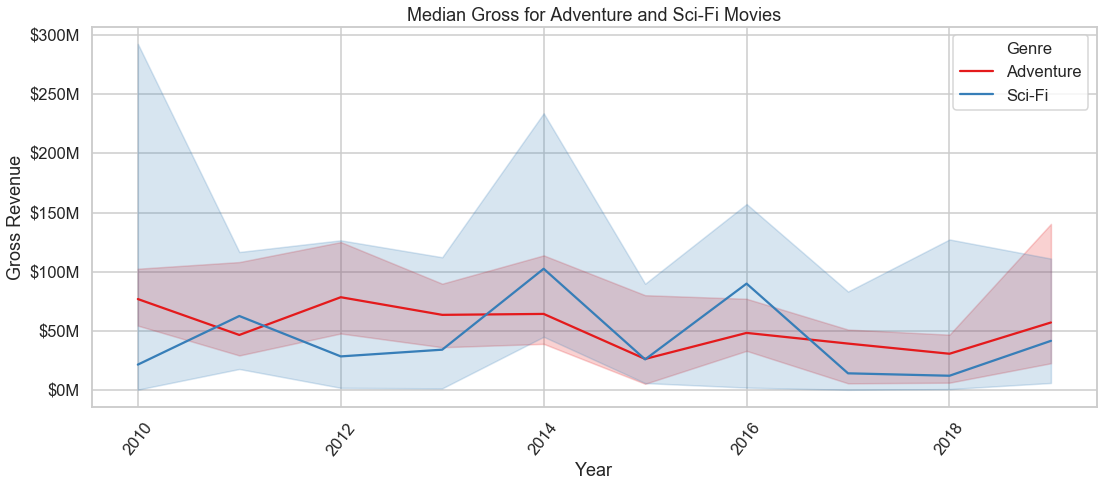 Median Gross for Adventure and Sci-Fi Movies
$300M
$250M
$200M
$150M
$100M
$50M
$0M
Gross Revenue
Genre
Adventure
Sci-Fi
2010
2012
2014
2016
2018
Year